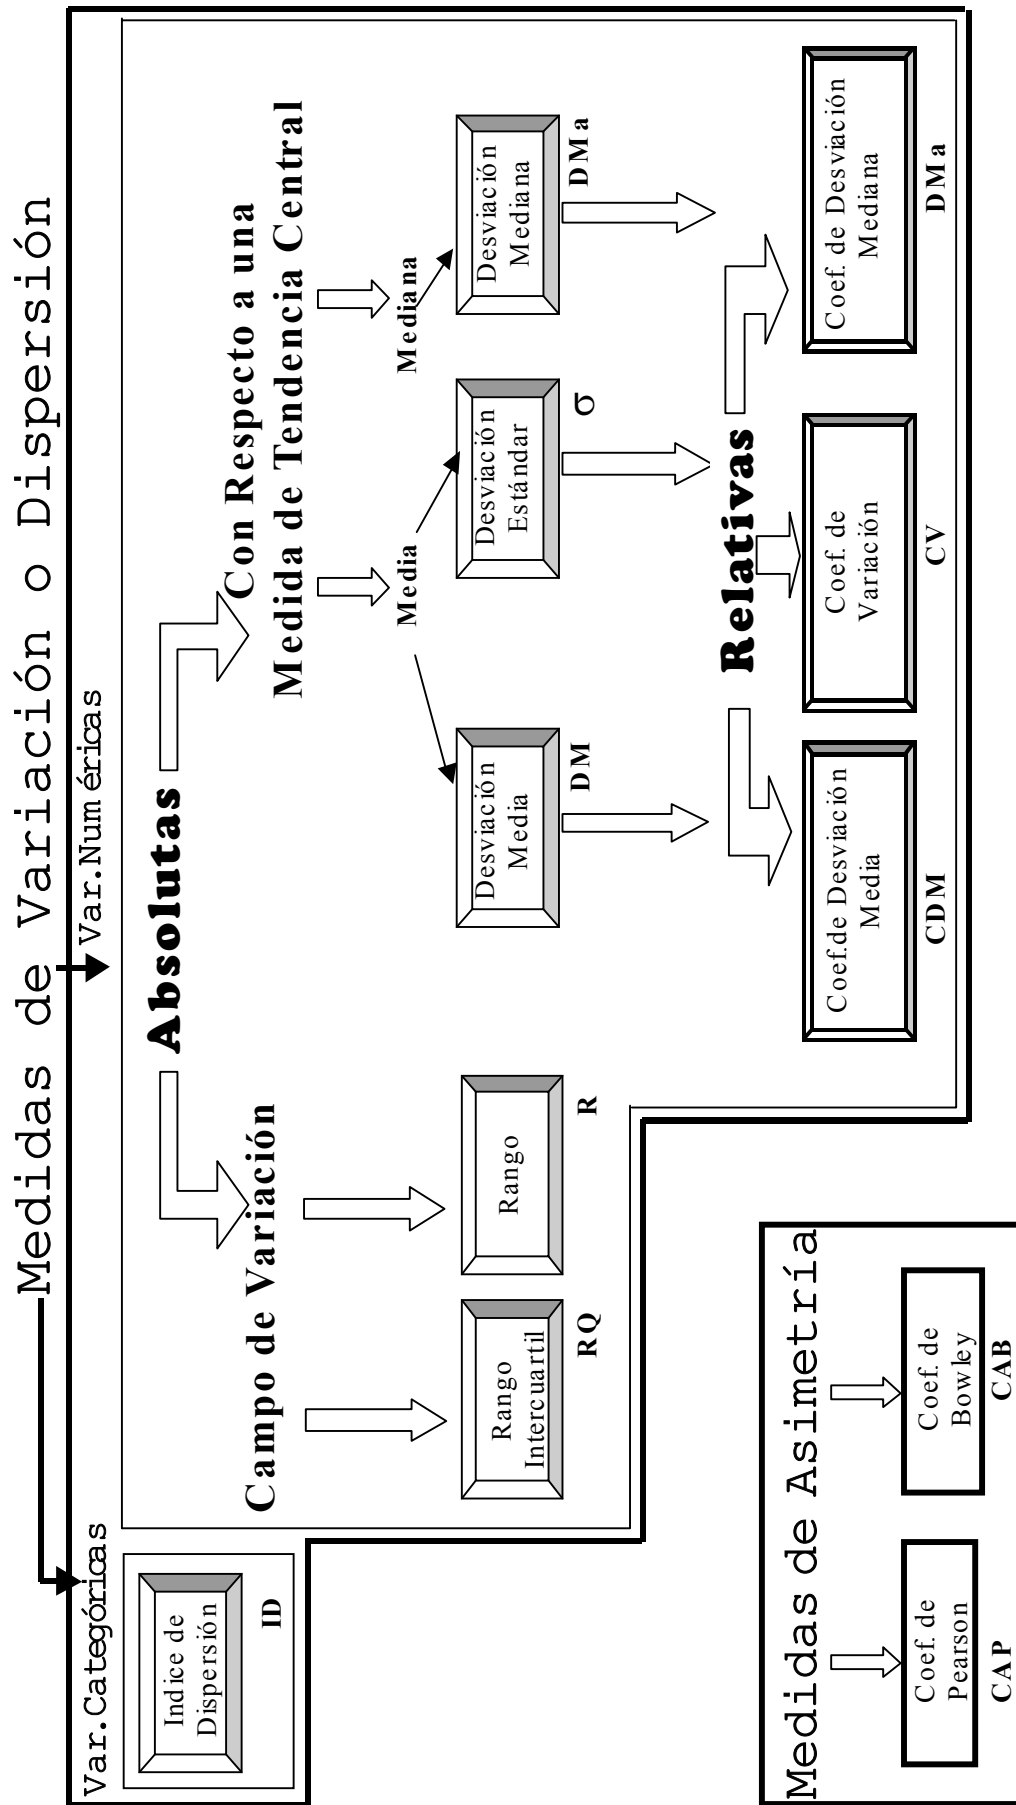 Medidas de Variación o Dispersión
Var.Categóricas
Var.Numéricas
Indice de
Dispersión
ID
Absolutas
Campo de Variación
Con Respecto a una
Medida de Tendencia Central
Media
Mediana
Rango
Intercuartil
RQ
Rango
R
Desviación
Media
DM
Desviación
Estándar
σ
Desviación
Mediana
DMa
Relativas
Coef.de Desviación
Media
CDM
Coef. de
Variación
CV
Coef. de Desviación
Mediana
DMa
Medidas de Asimetría
Coef. de
Pearson
CAP
Coef. de
Bowley
CAB